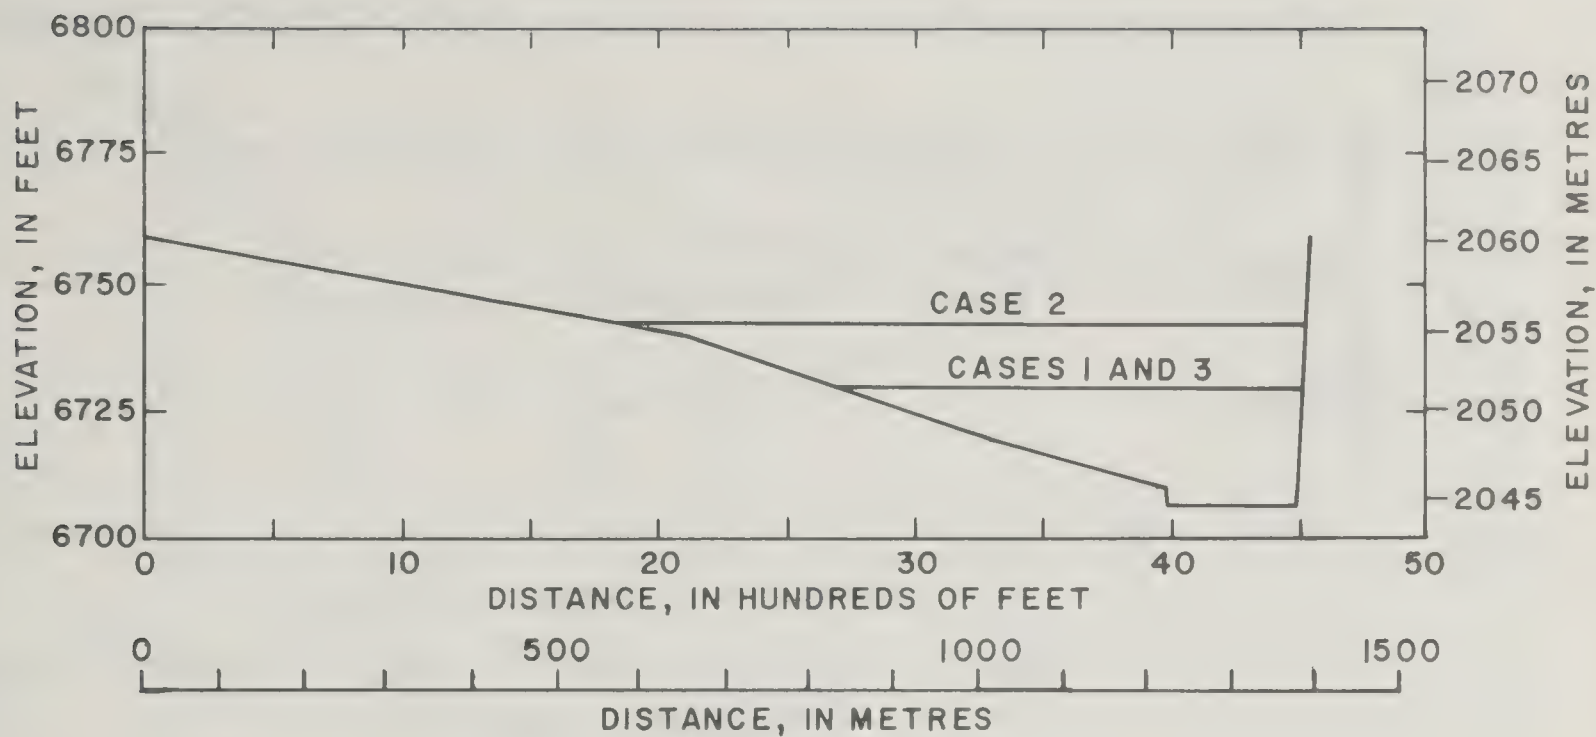 ELEVATION, IN FEET
6800
6775
6750
6725
6700
CASE 2
CASES 1 AND 3
2070
2065
2060
2055
2050
2045
ELEVATION, IN METRES
0 10 20 30 40 50
DISTANCE, IN HUNDREDS OF FEET
0 500 1000 1500
DISTANCE, IN METRES